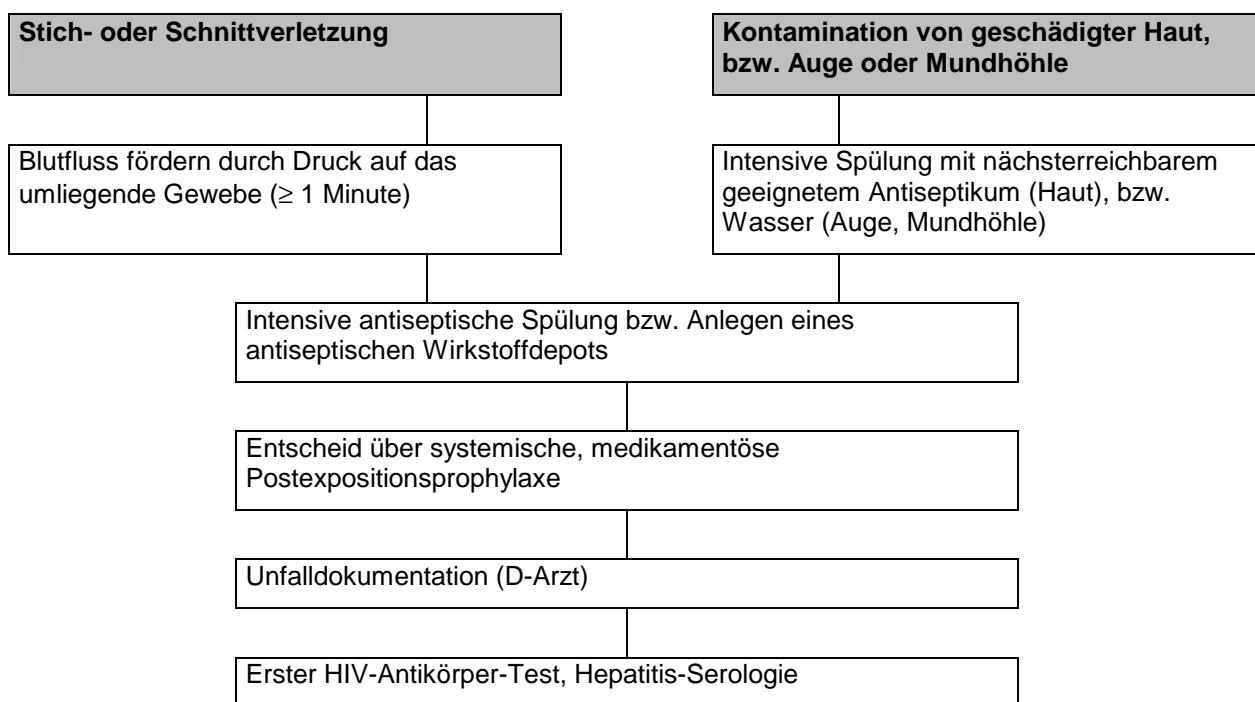 Stich- oder Schnittverletzung
Kontamination von geschädigter Haut,
bzw. Auge oder Mundhöhle
Blutfluss fördern durch Druck auf das
umliegende Gewebe (≥ 1 Minute)
Intensive Spülung mit nächsterreichbarem
geeignetem Antiseptikum (Haut), bzw.
Wasser (Auge, Mundhöhle)
Intensive antiseptische Spülung bzw. Anlegen eines
antiseptischen Wirkstoffdepots
Entscheid über systemische, medikamentöse
Postexpositionsprophylaxe
Unfalldokumentation (D-Arzt)
Erster HIV-Antikörper-Test, Hepatitis-Serologie